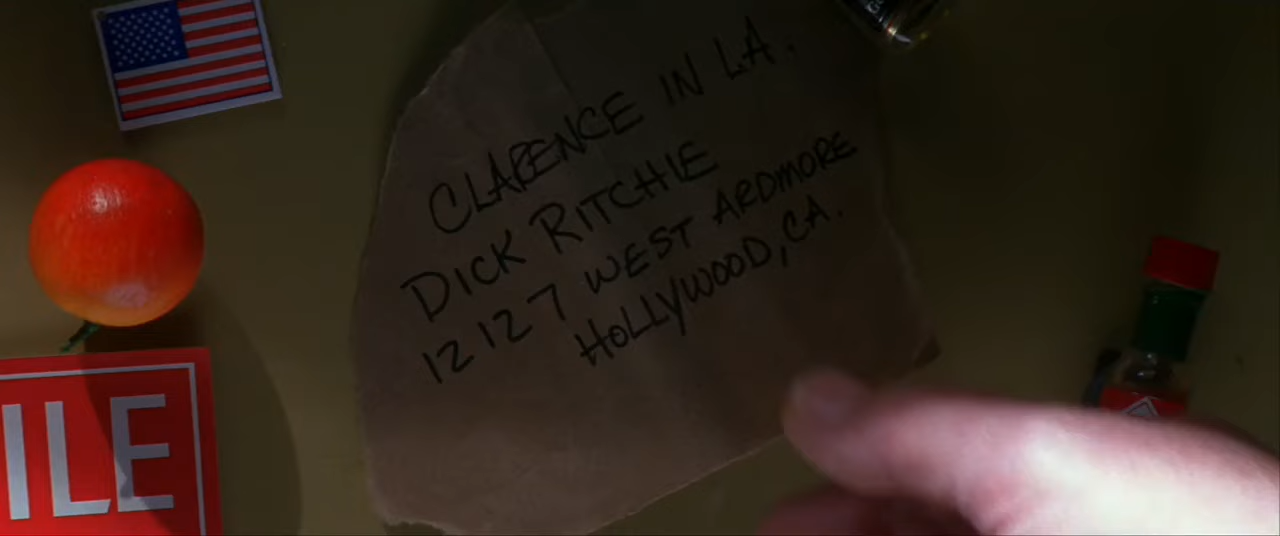 CLARENCE IN LA.
DICK RITCHIE
12127 WEST ARDMORE
HOLLYWOOD, CA.
ILE